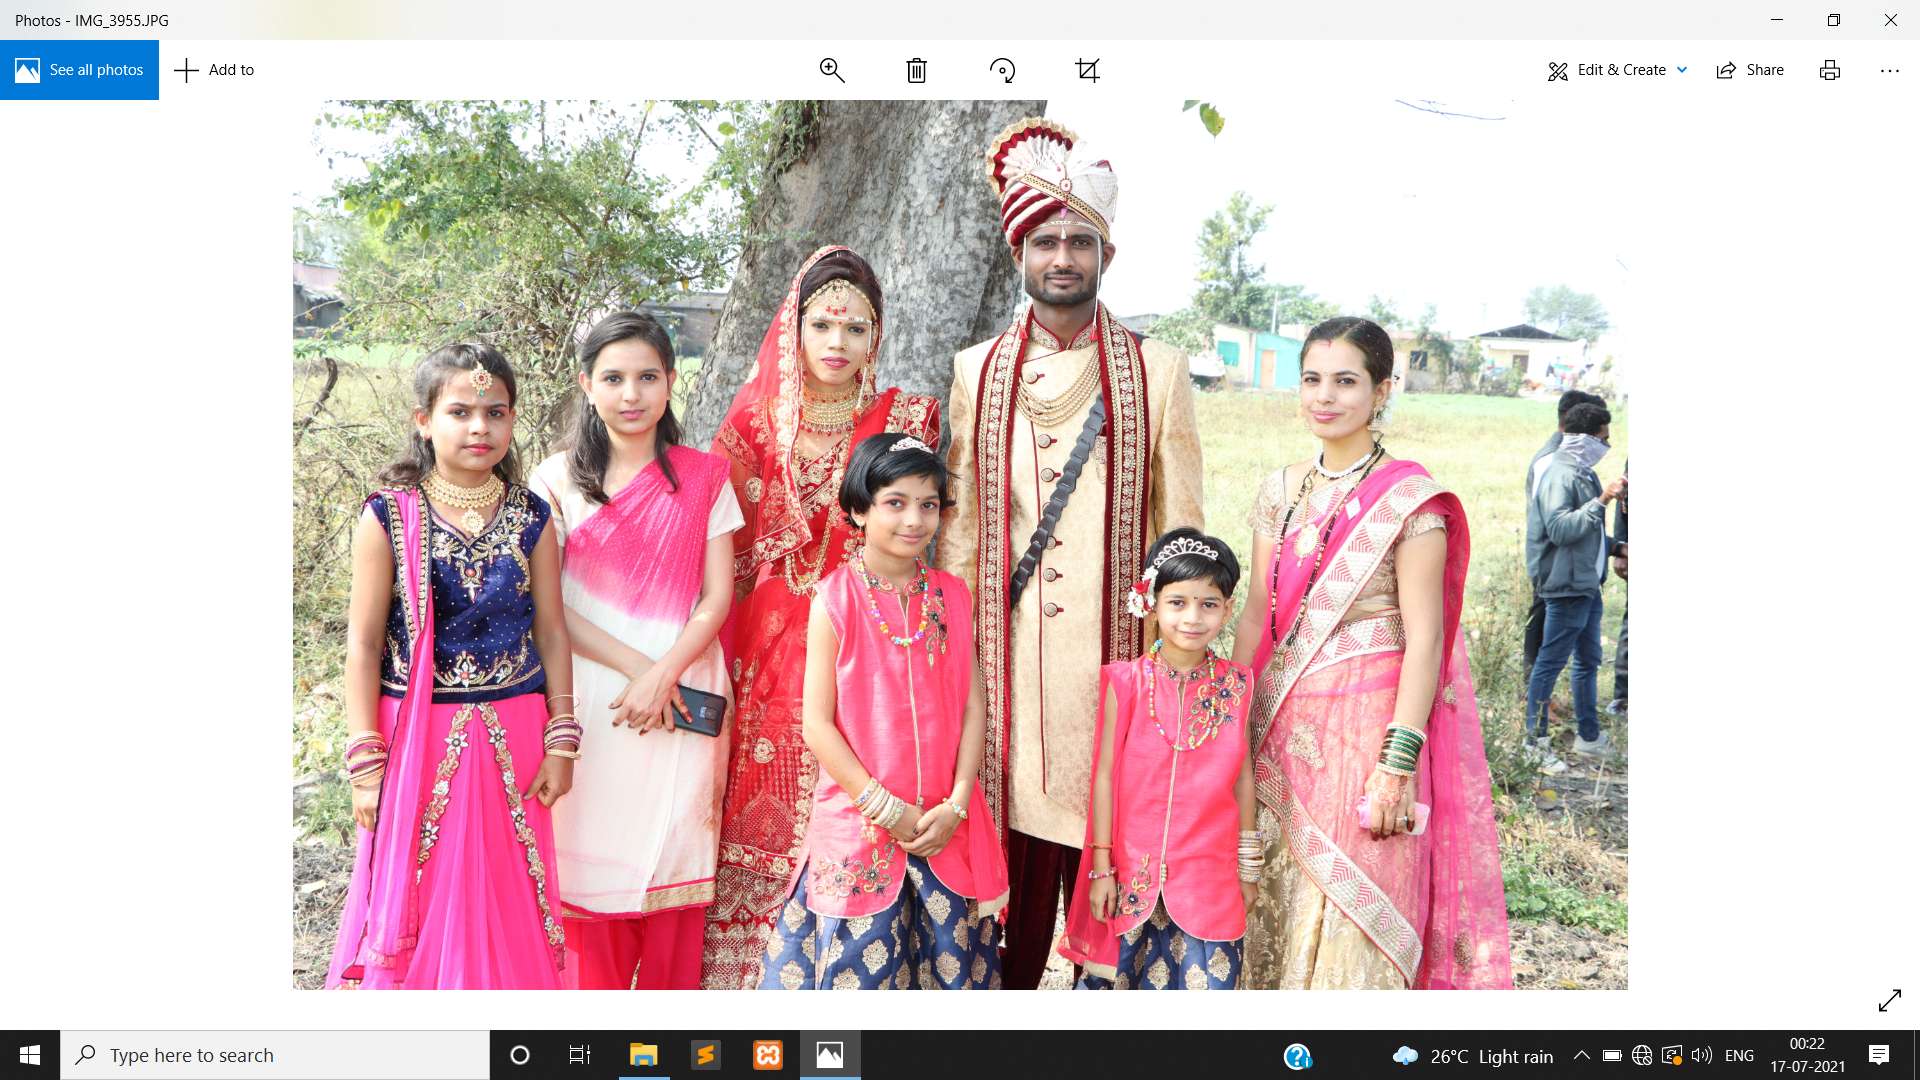 Photos - IMG_3955.JPG
See all photos
Add to
Edit & Create
Share
Type here to search
26°C Light rain
ENG
00:22
17-07-2021